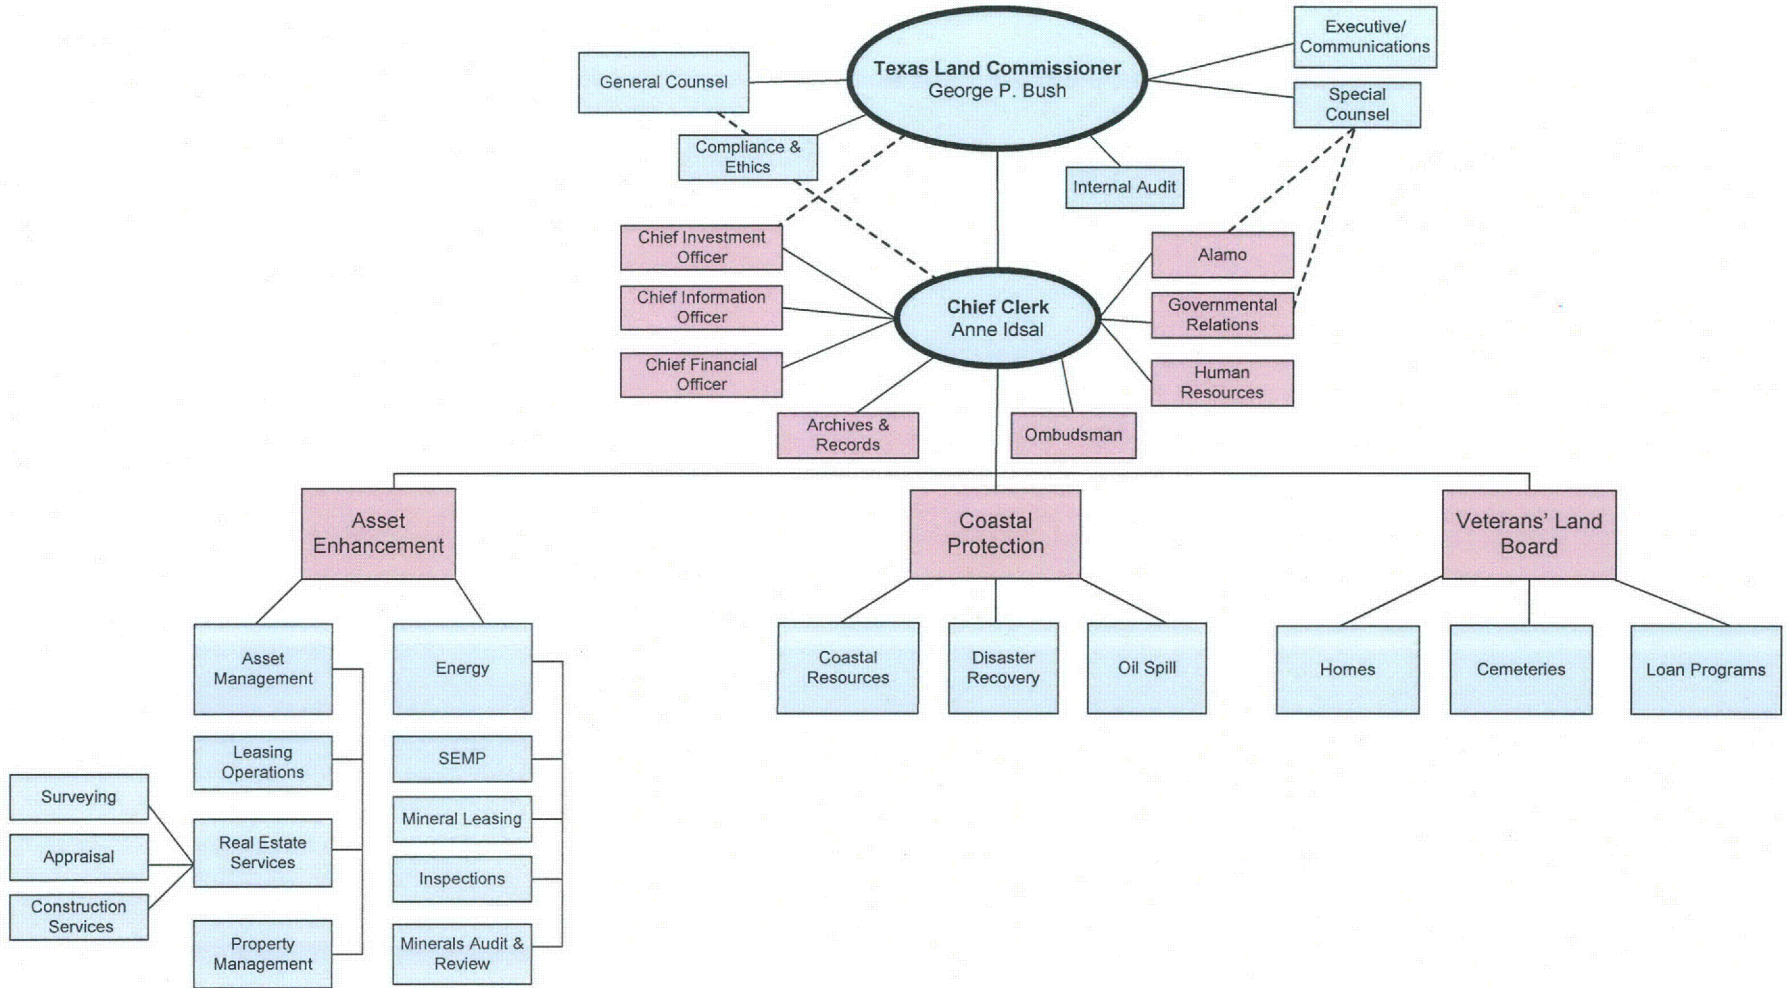 Executive/
Communications
Texas Land Commissioner
George P. Bush
General Counsel
Special
Counsel
Compliance &
Ethics
Internal Audit
Chief Investment
Officer
Alamo
Chief Information
Officer
Chief Clerk
Anne Idsal
Governmental
Relations
Chief Financial
Officer
Human
Resources
Archives &
Records
Ombudsman
Asset
Enhancement
Coastal
Protection
Veterans' Land
Board
Asset
Management
Energy
Coastal
Resources
Disaster
Recovery
Oil Spill
Homes
Cemeteries
Loan Programs
Leasing
Operations
SEMP
Surveying
Mineral Leasing
Appraisal
Real Estate
Services
Inspections
Construction
Services
Property
Management
Minerals Audit &
Review